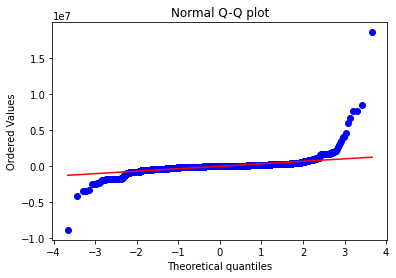 Normal Q-Q plot
1e7
1.5
1.0
0.5
0.0
−0.5
−1.0
Ordered Values
−4 −3 −2 −1 0 1 2 3 4
Theoretical quantiles